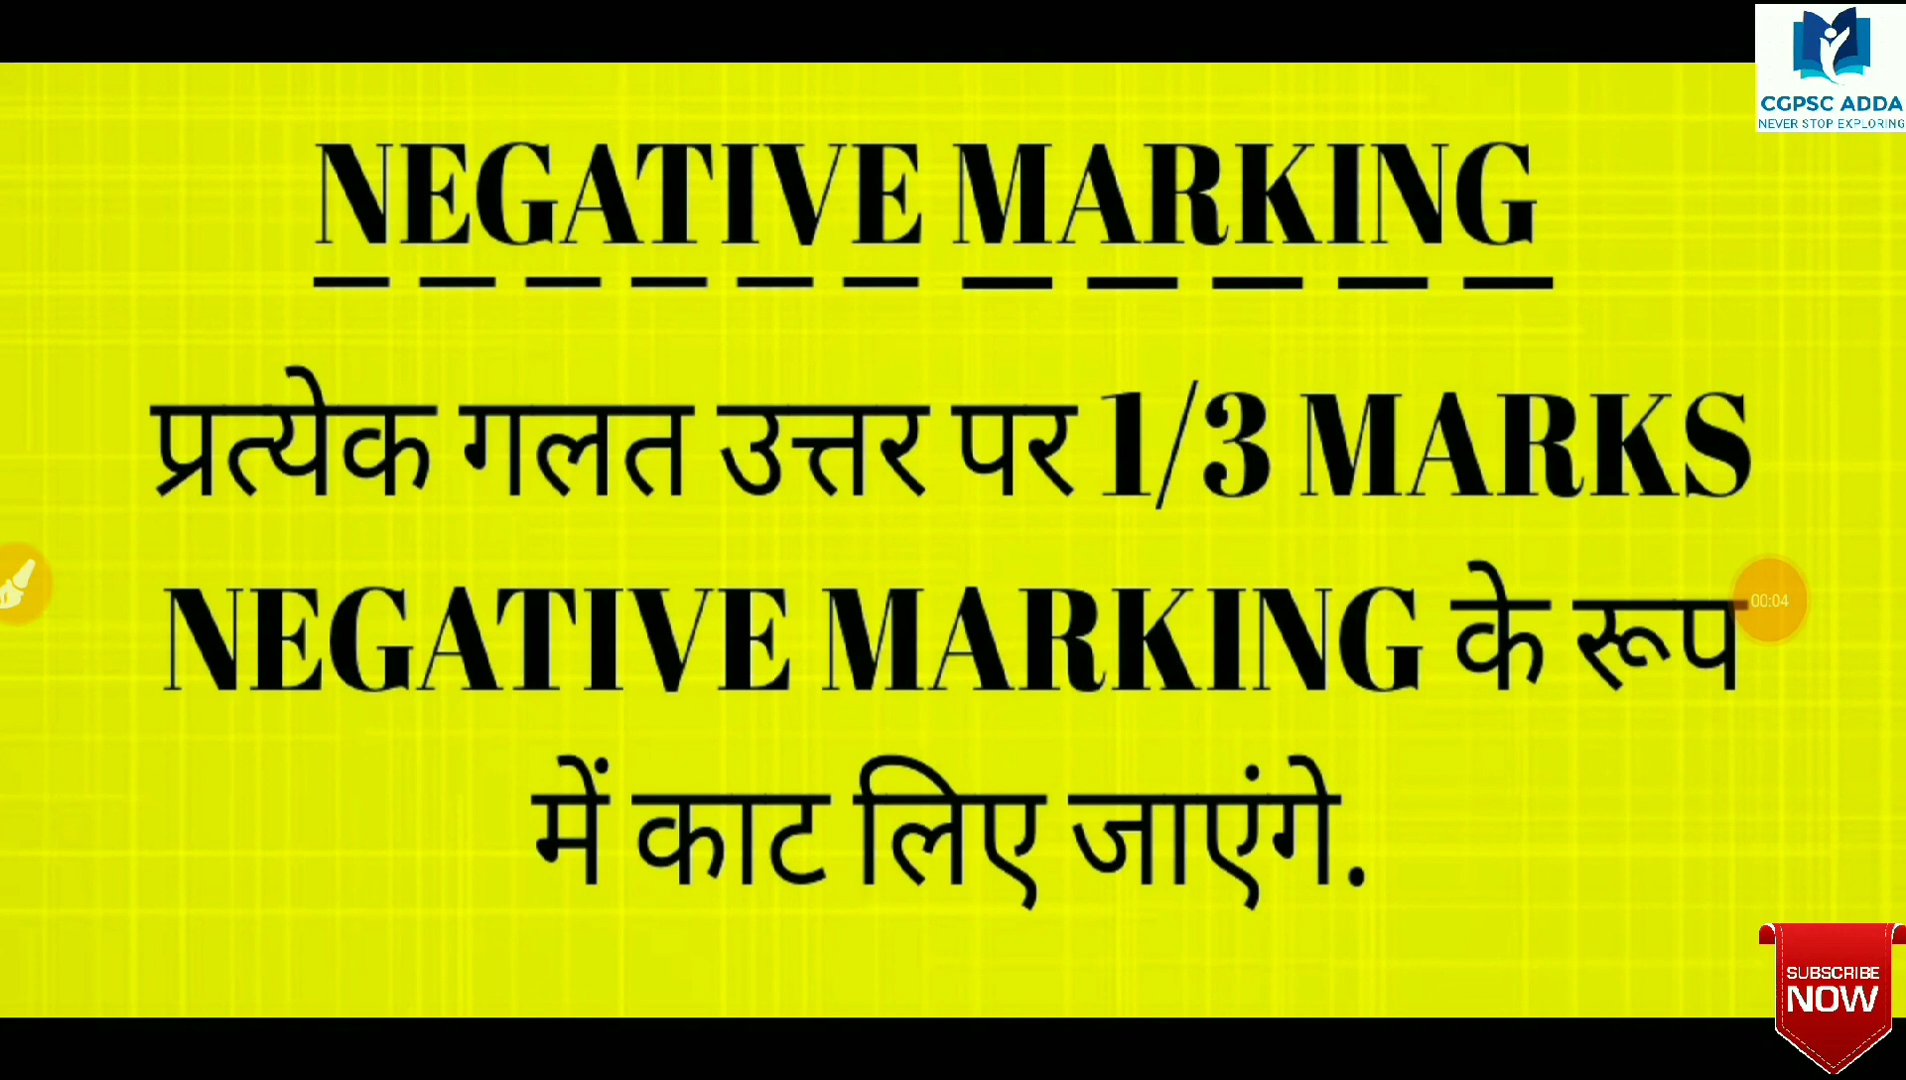 CGPSC ADDA
NEVER STOP EXPLORING
NEGATIVE MARKING
प्रत्येक गलत उत्तर पर 1/3 MARKS
NEGATIVE MARKING के रूप
00:04
में काट लिए जाएंगे.
SUBSCRIBE
NOW